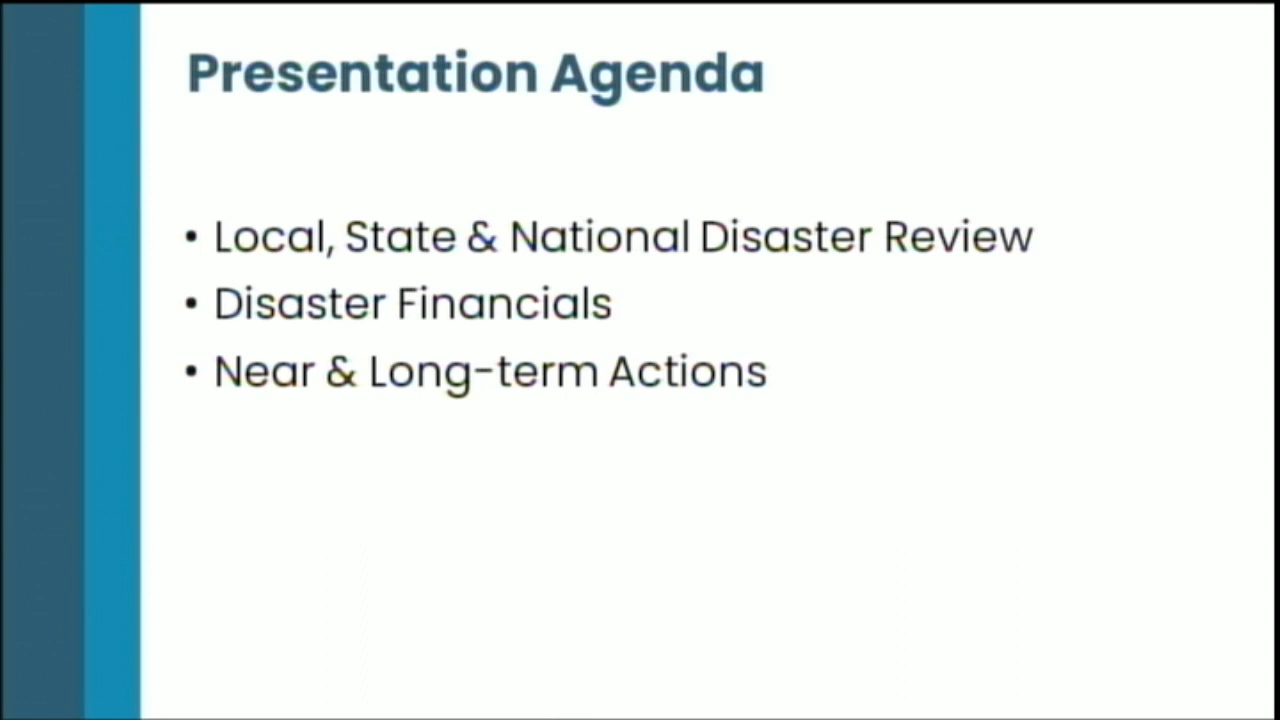 Presentation Agenda
• Local, State & National Disaster Review
• Disaster Financials
• Near & Long-term Actions